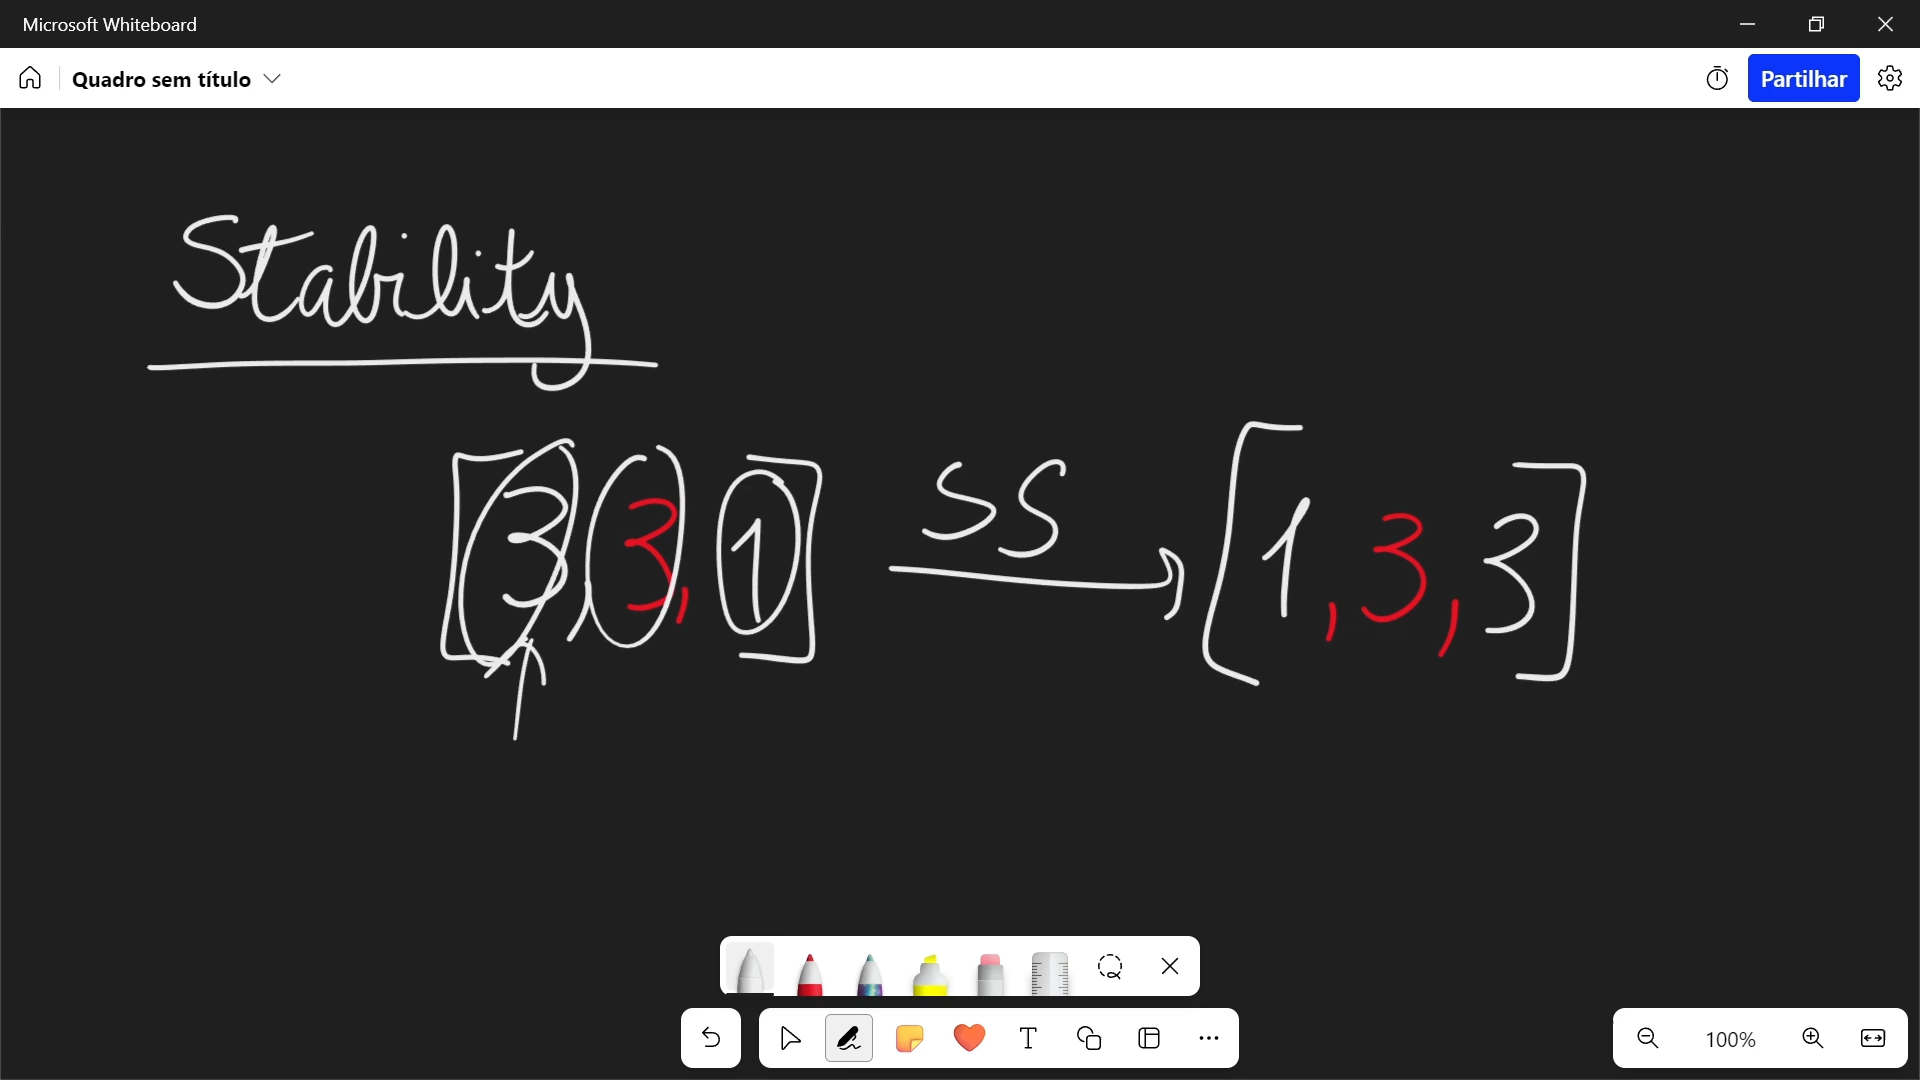 Microsoft Whiteboard
Quadro sem título
Partilhar
Stability
[3, 3, 1] SS [1, 3, 3]
100%